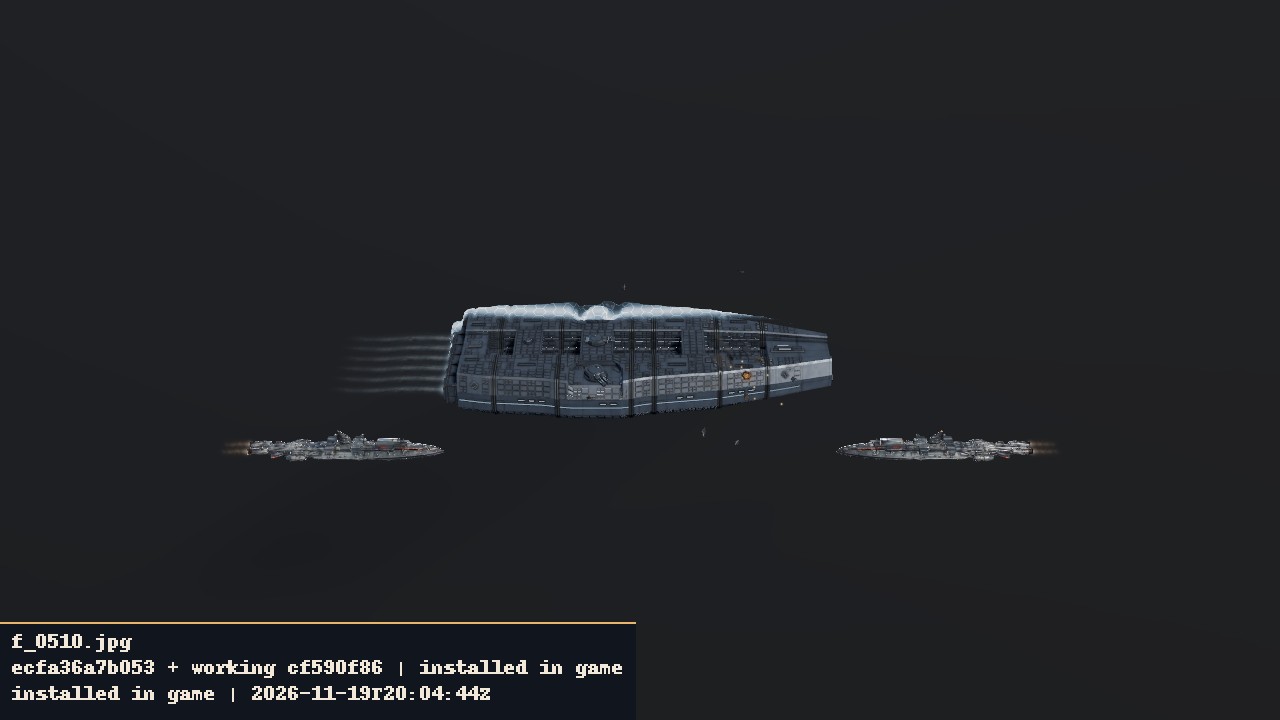 f_0510.jpg
ecfa36a7b053 + working cf590f86 | installed in game
installed in game | 2026-11-19T20:04:44Z